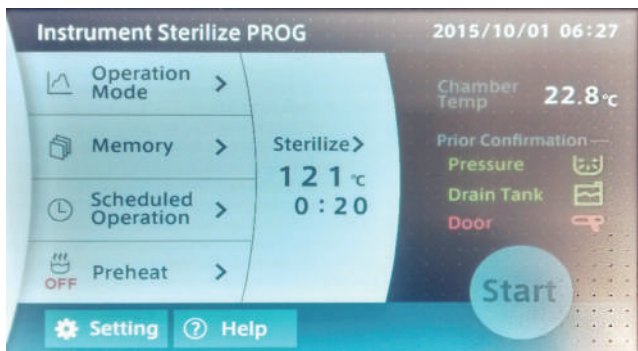 Instrument Sterilize PROG
2015/10/01 06:27
Operation
Mode
Memory
Scheduled
Operation
OFF
Preheat
Sterilize
121℃
0:20
Chamber
Temp
22.8℃
Prior Confirmation
Pressure
Drain Tank
Door
Start
Setting
? Help